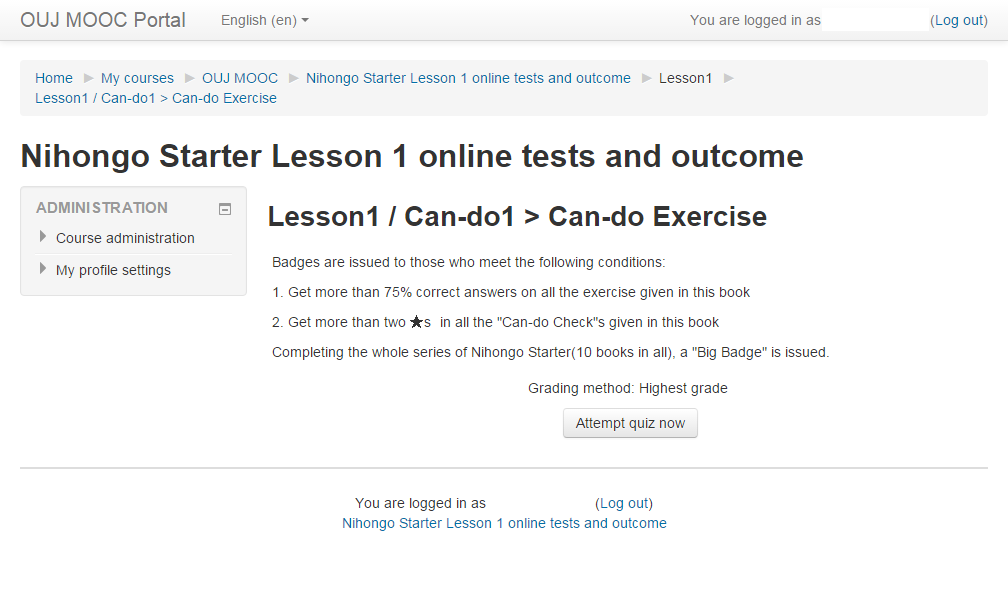 OUJ MOOC Portal English (en) You are logged in as (Log out)
Home My courses OUJ MOOC Nihongo Starter Lesson 1 online tests and outcome Lesson1
Lesson1 / Can-do1 > Can-do Exercise
Nihongo Starter Lesson 1 online tests and outcome
ADMINISTRATION
Course administration
My profile settings
Lesson1 / Can-do1 > Can-do Exercise
Badges are issued to those who meet the following conditions:
1. Get more than 75% correct answers on all the exercise given in this book
2. Get more than two ★s in all the "Can-do Check"s given in this book
Completing the whole series of Nihongo Starter(10 books in all), a "Big Badge" is issued.
Grading method: Highest grade
Attempt quiz now
You are logged in as (Log out)
Nihongo Starter Lesson 1 online tests and outcome